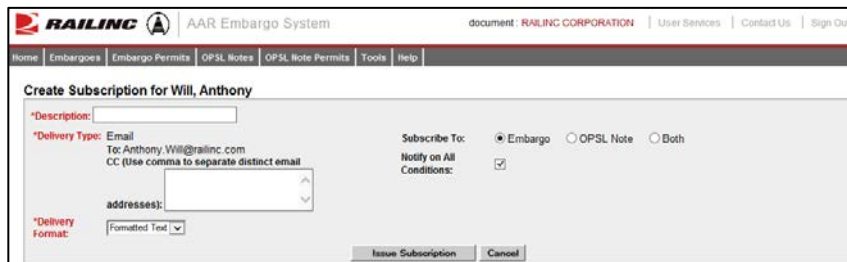 RAILINC AAR Embargo System document : RAILINC CORPORATION | User Services | Contact Us | Sign Ou
Home Embargoes Embargo Permits OPSL Notes OPSL Note Permits Tools Help
Create Subscription for Will, Anthony
*Description:
*Delivery Type: Email Subscribe To: Embargo OPSL Note Both
To: Anthony.Will@railinc.com Notify on All Conditions:
CC (Use comma to separate distinct email
addresses):
*Delivery Format: Formatted Text
Issue Subscription Cancel